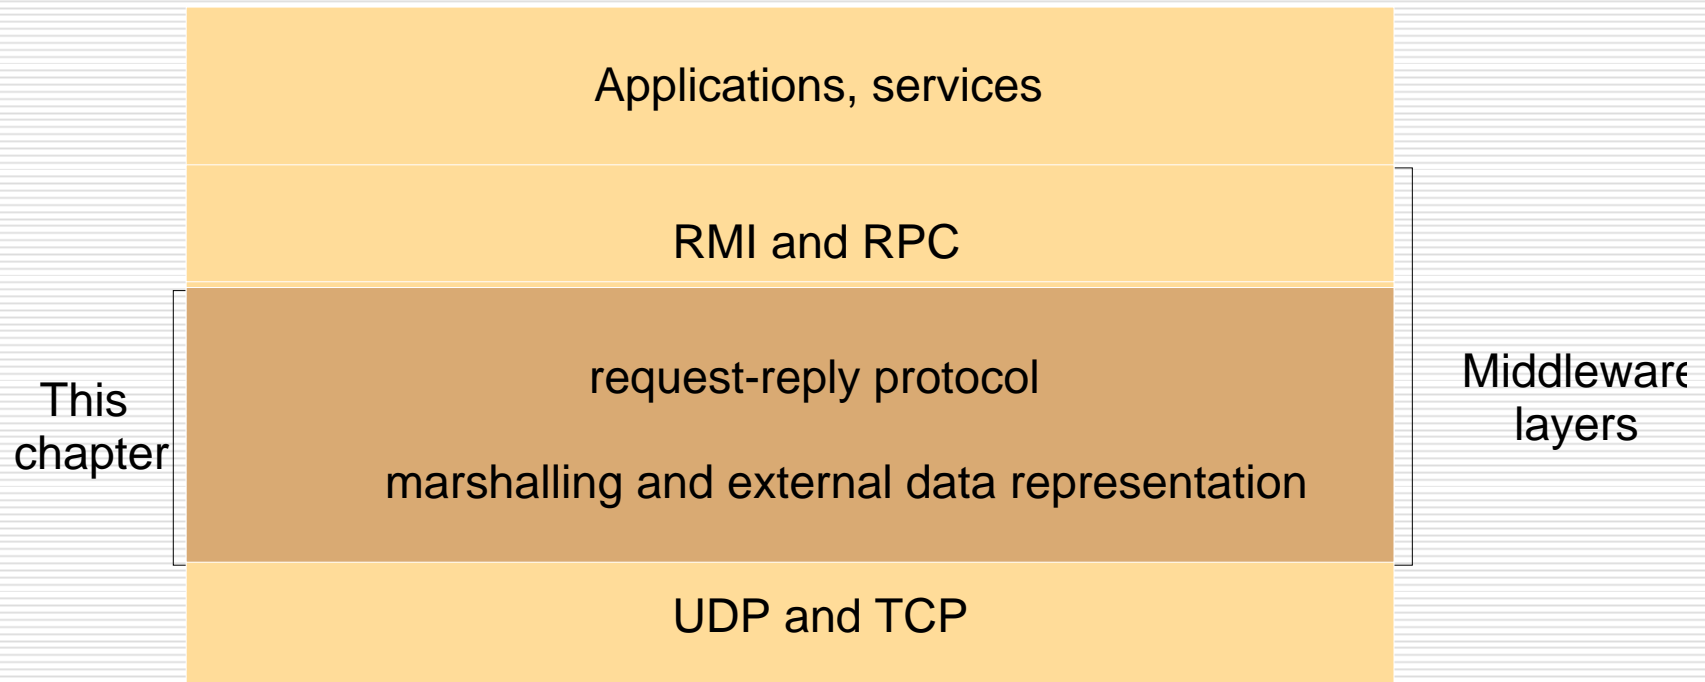 Applications, services
RMI and RPC
This
chapter
request-reply protocol
marshalling and external data representation
Middleware
layers
UDP and TCP